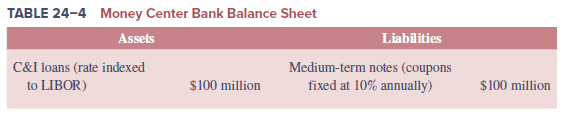 TABLE 24–4 Money Center Bank Balance Sheet
Assets Liabilities
C&I loans (rate indexed Medium-term notes (coupons
to LIBOR) $100 million fixed at 10% annually) $100 million